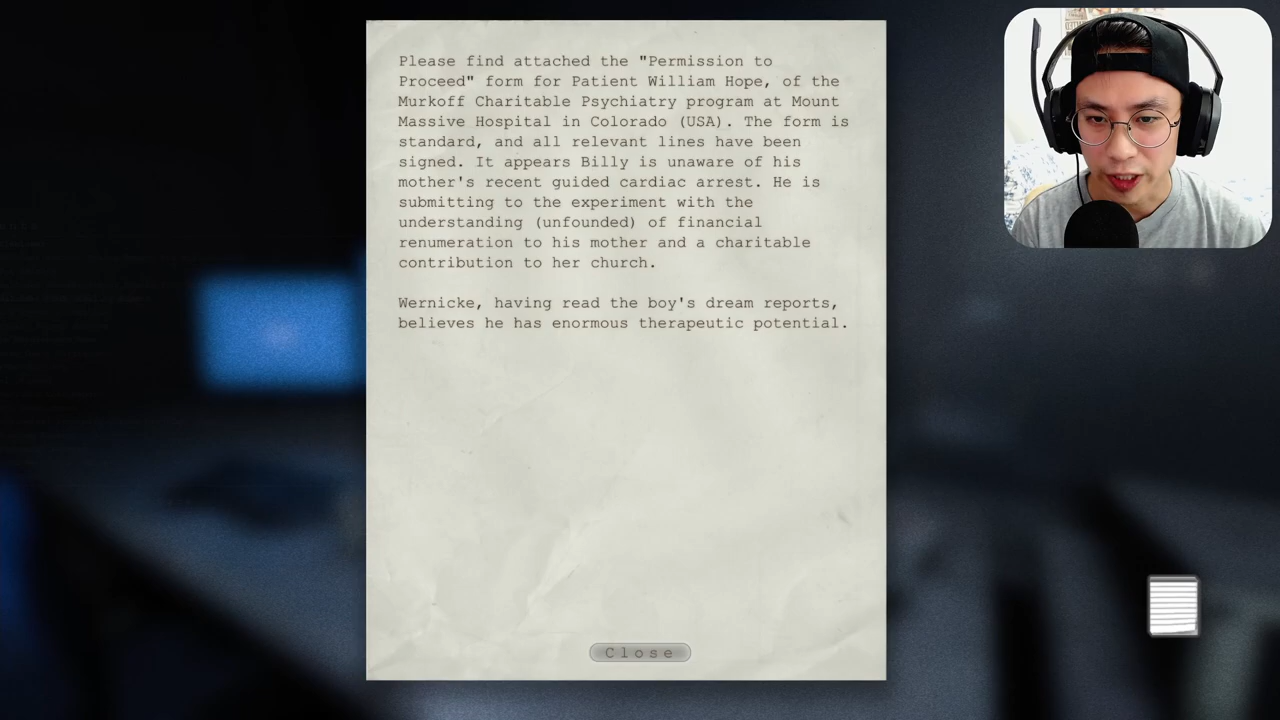 Please find attached the "Permission to
Proceed" form for Patient William Hope, of the
Murkoff Charitable Psychiatry program at Mount
Massive Hospital in Colorado (USA). The form is
standard, and all relevant lines have been
signed. It appears Billy is unaware of his
mother's recent guided cardiac arrest. He is
submitting to the experiment with the
understanding (unfounded) of financial
renumeration to his mother and a charitable
contribution to her church.
Wernicke, having read the boy's dream reports,
believes he has enormous therapeutic potential.
Close